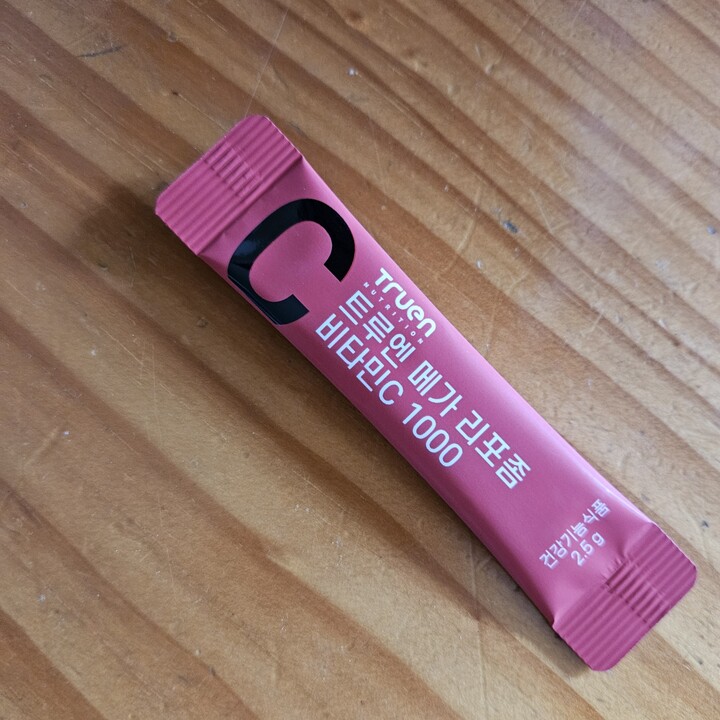 C
Truen
NUTRITION
트루엔 메가 리포좀
비타민C 1000
건강기능식품
2.5 g